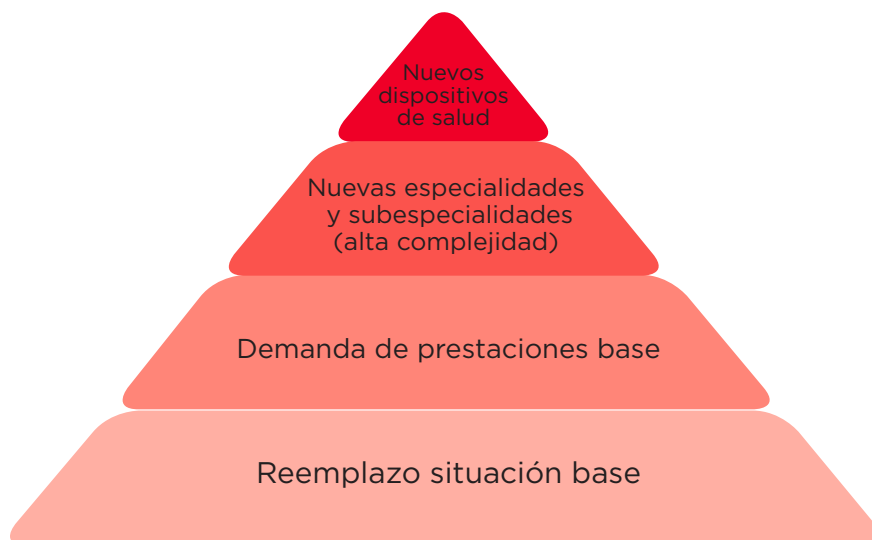 Nuevos
dispositivos
de salud
Nuevas especialidades
y subespecialidades
(alta complejidad)
Demanda de prestaciones base
Reemplazo situación base